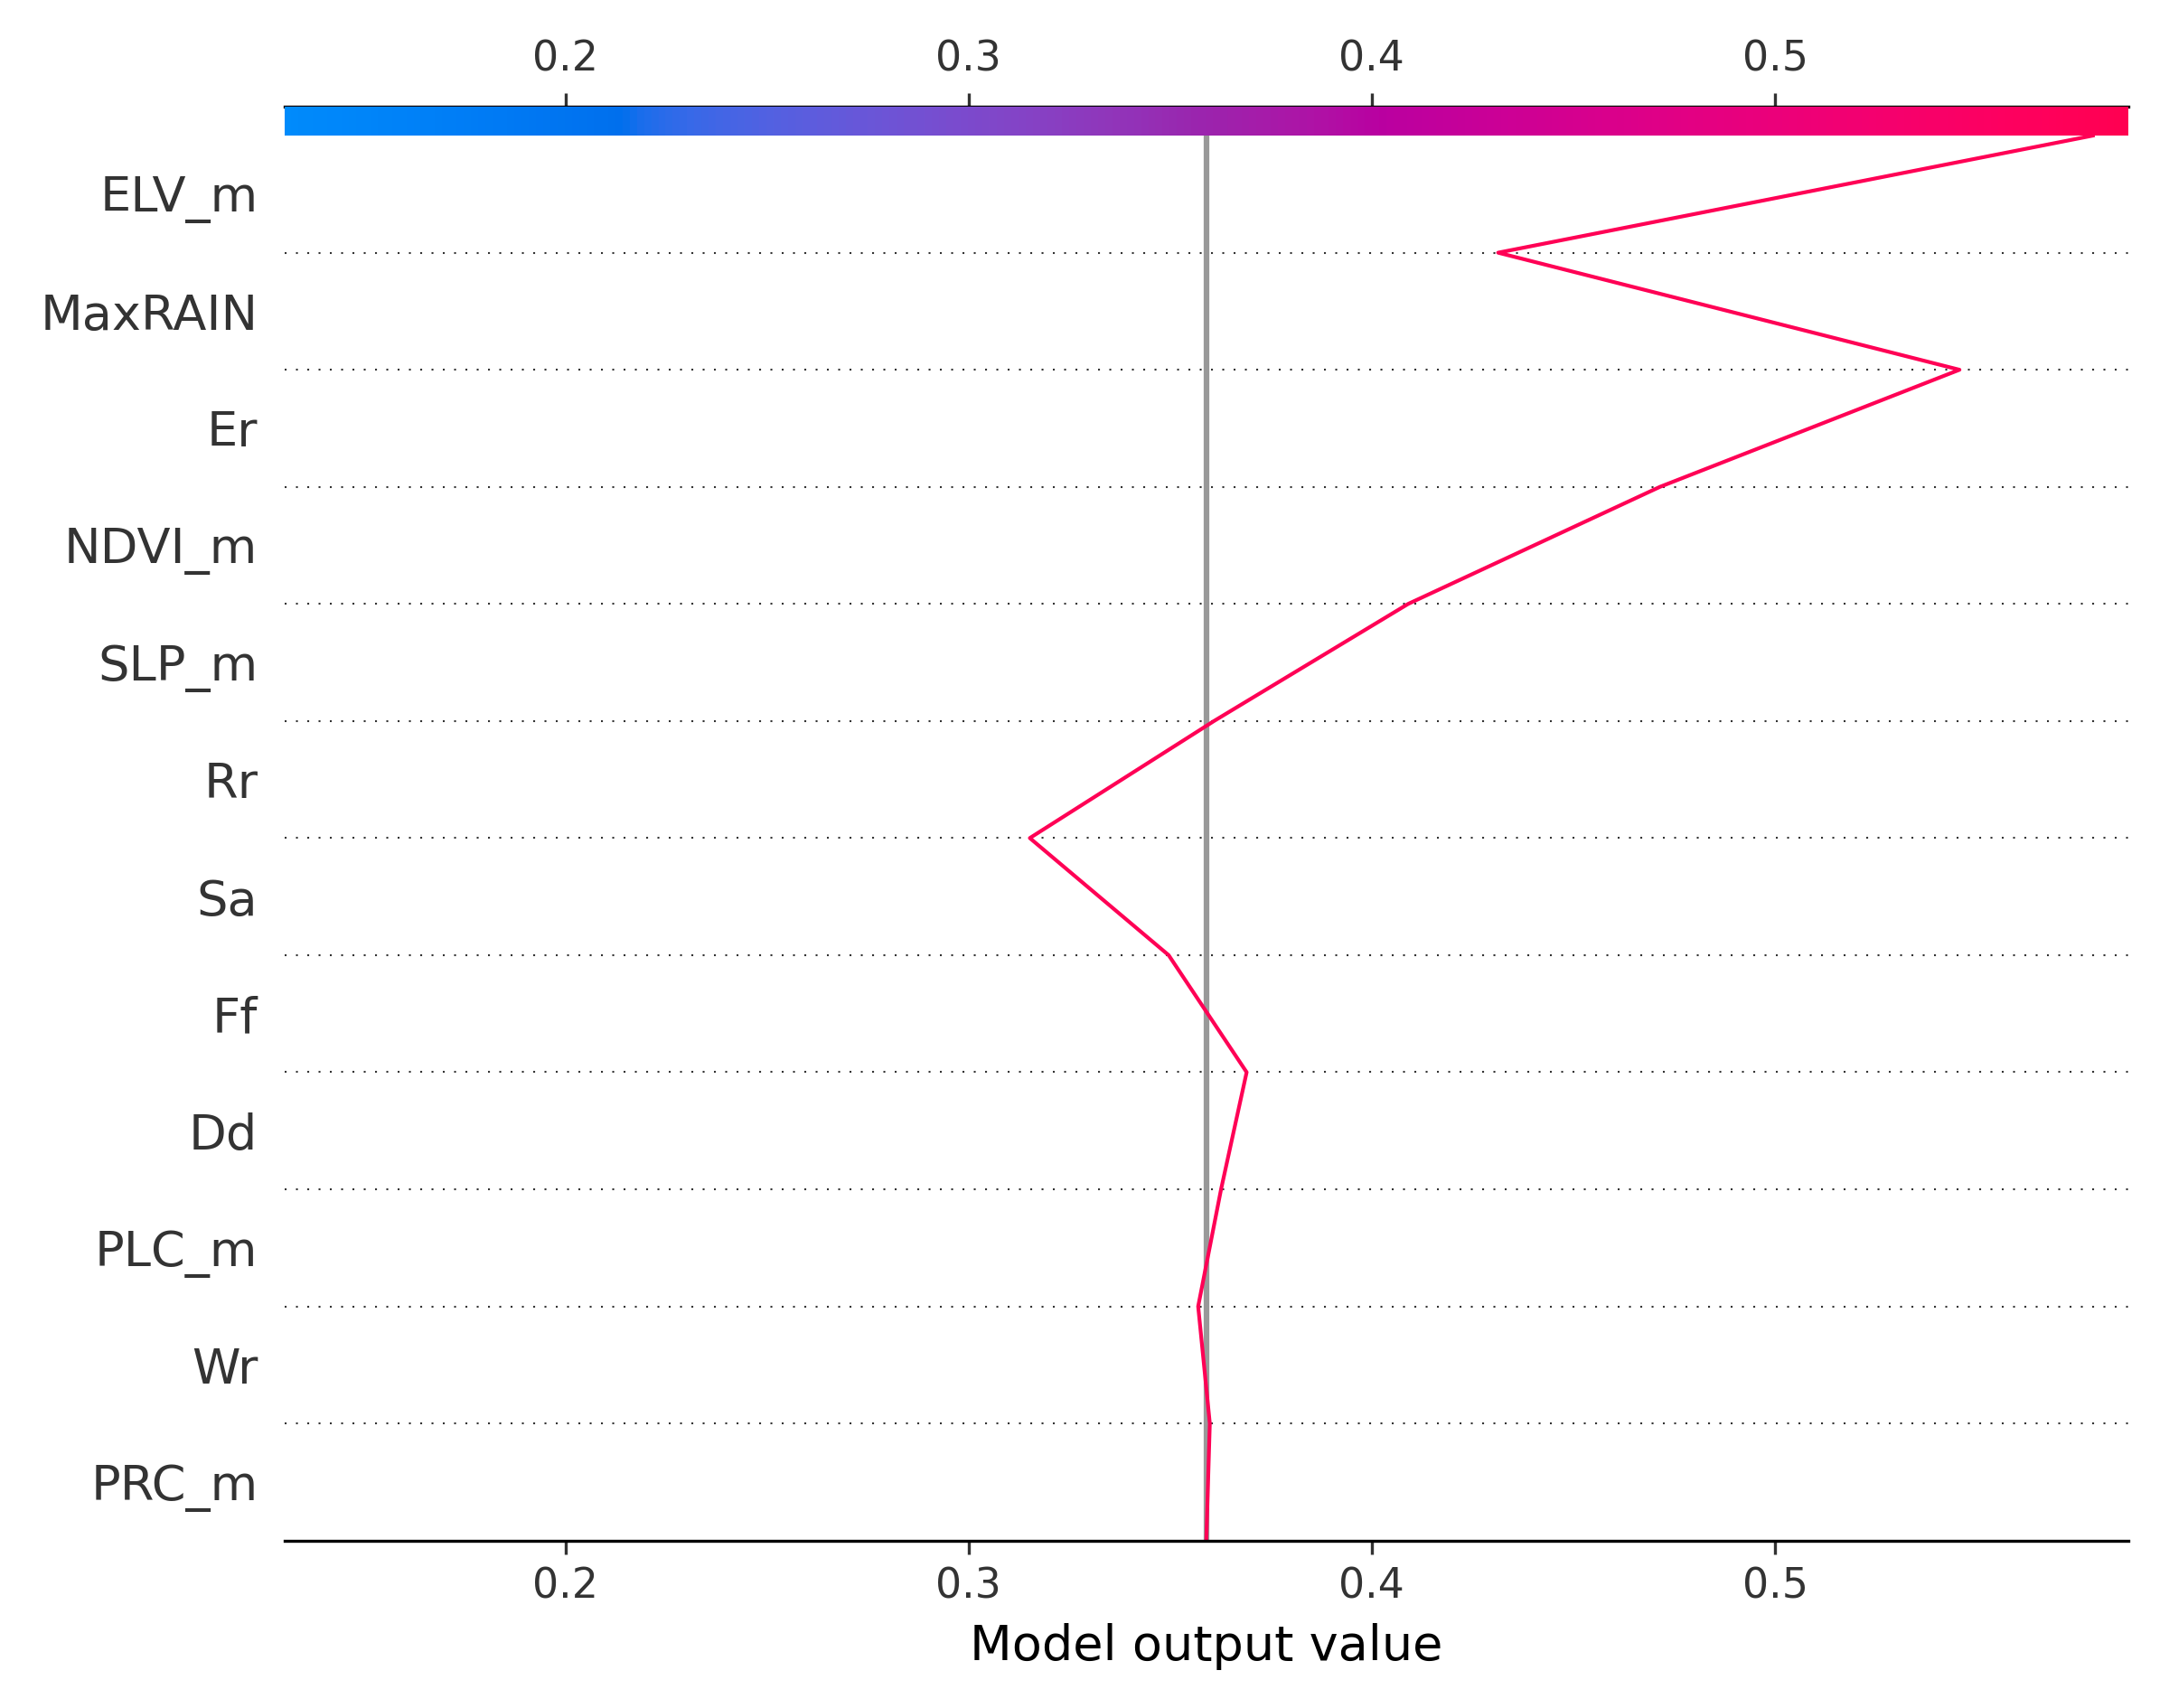 0.2 0.3 0.4 0.5
ELV_m
MaxRAIN
Er
NDVI_m
SLP_m
Rr
Sa
Ff
Dd
PLC_m
Wr
PRC_m
0.2 0.3 0.4 0.5
Model output value